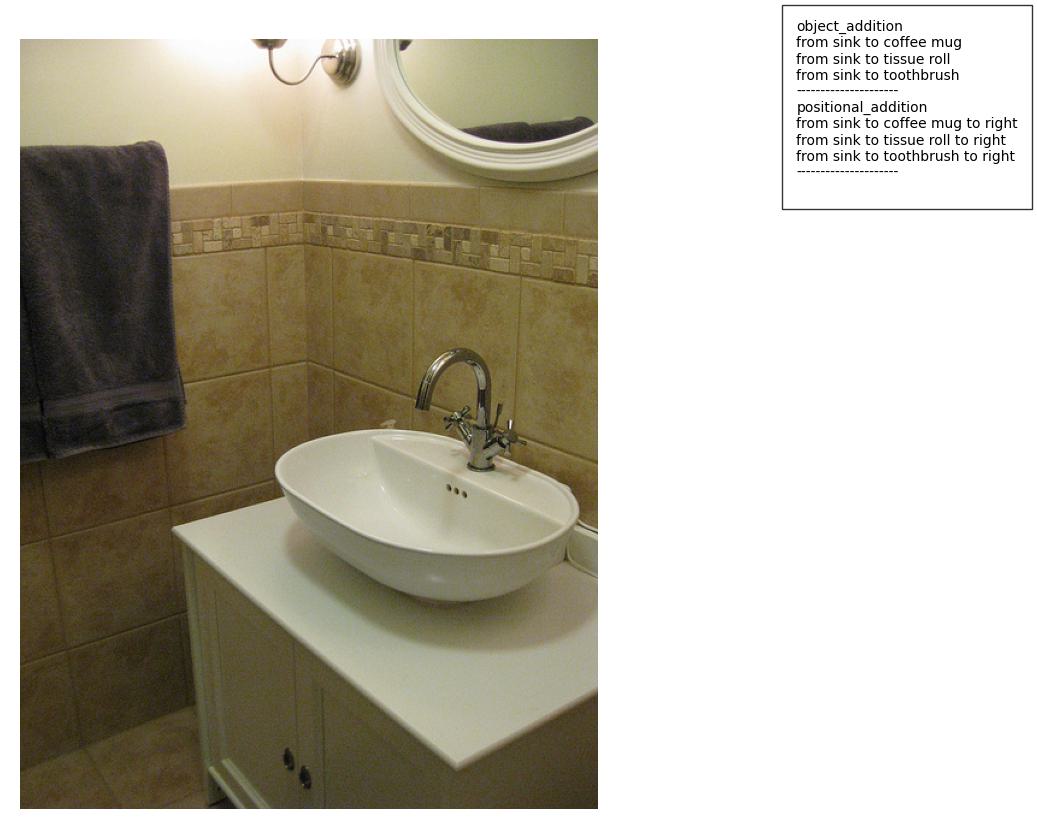 object_addition
from sink to coffee mug
from sink to tissue roll
from sink to toothbrush
---------------------
positional_addition
from sink to coffee mug to right
from sink to tissue roll to right
from sink to toothbrush to right
---------------------